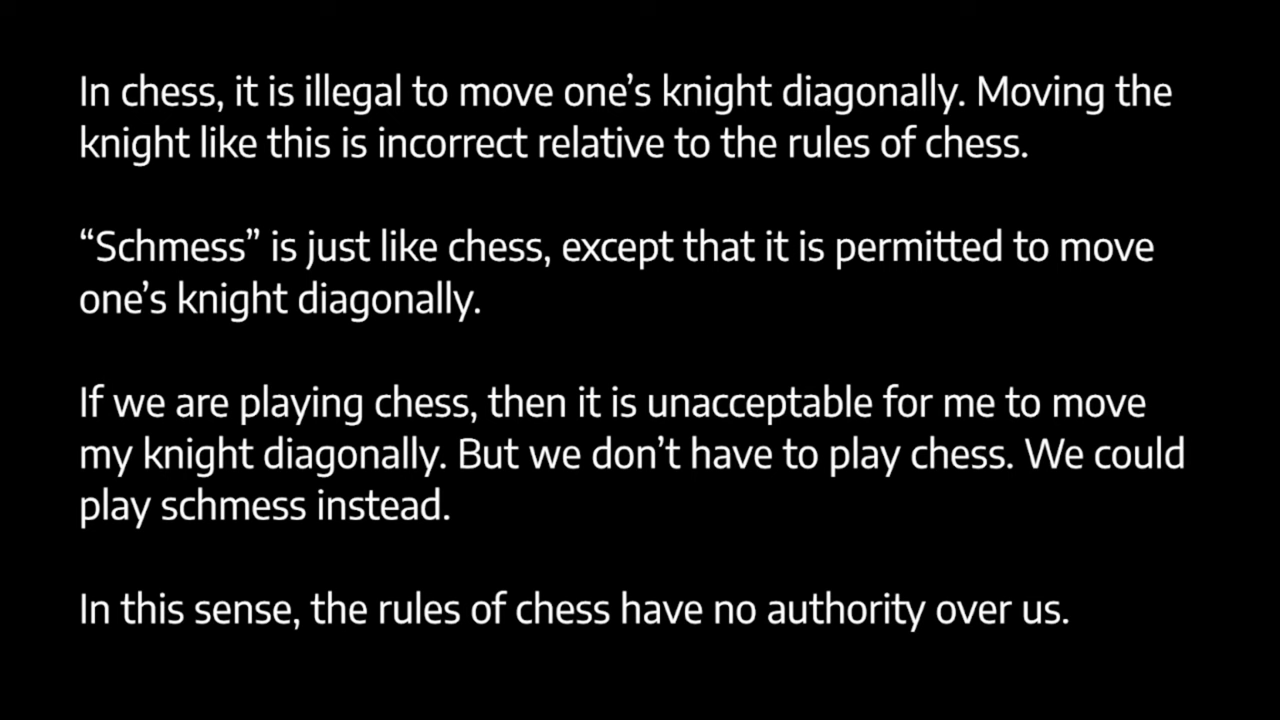 In chess, it is illegal to move one’s knight diagonally. Moving the
knight like this is incorrect relative to the rules of chess.
“Schmess” is just like chess, except that it is permitted to move
one’s knight diagonally.
If we are playing chess, then it is unacceptable for me to move
my knight diagonally. But we don’t have to play chess. We could
play schmess instead.
In this sense, the rules of chess have no authority over us.